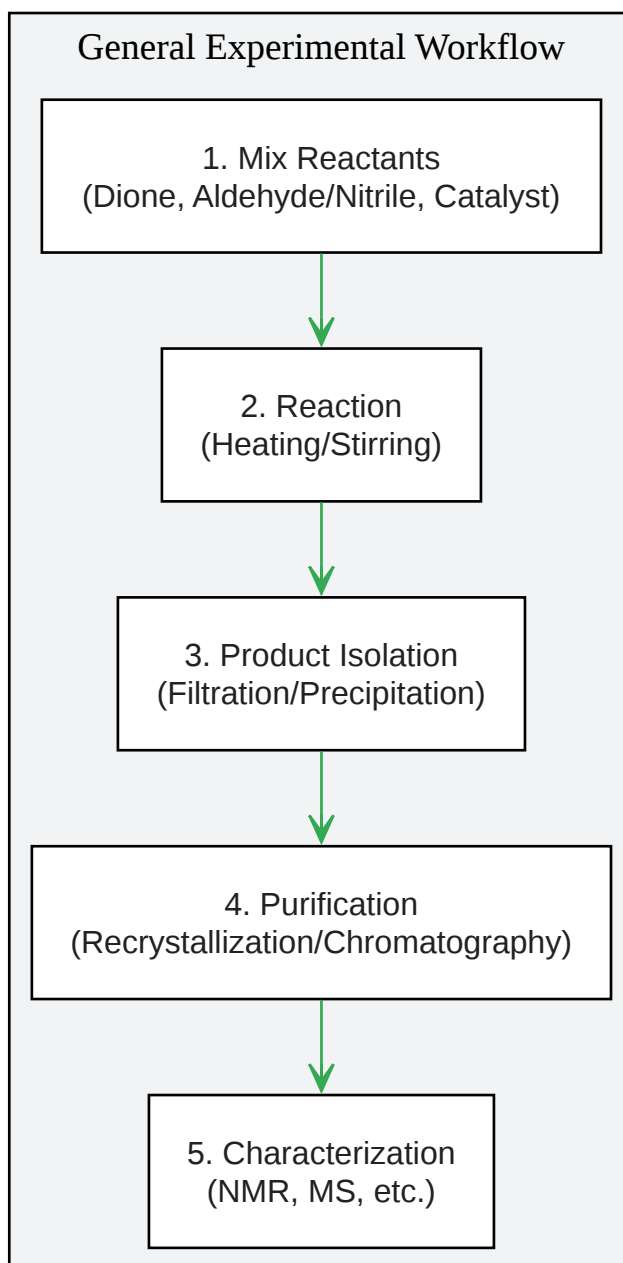 General Experimental Workflow
1. Mix Reactants
(Dione, Aldehyde/Nitrile, Catalyst)
2. Reaction
(Heating/Stirring)
3. Product Isolation
(Filtration/Precipitation)
4. Purification
(Recrystallization/Chromatography)
5. Characterization
(NMR, MS, etc.)